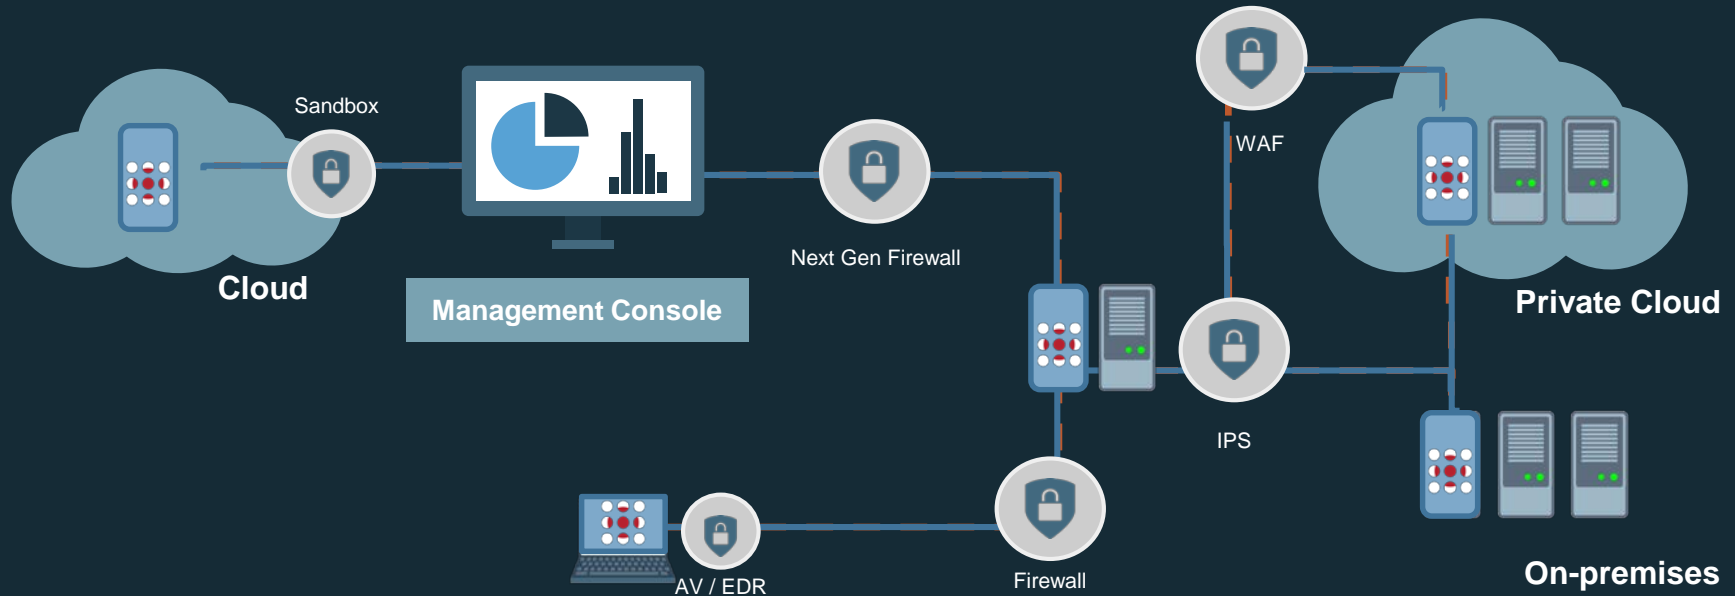 Sandbox
WAF
Cloud
Management Console
Next Gen Firewall
Private Cloud
IPS
AV / EDR
Firewall
On-premises